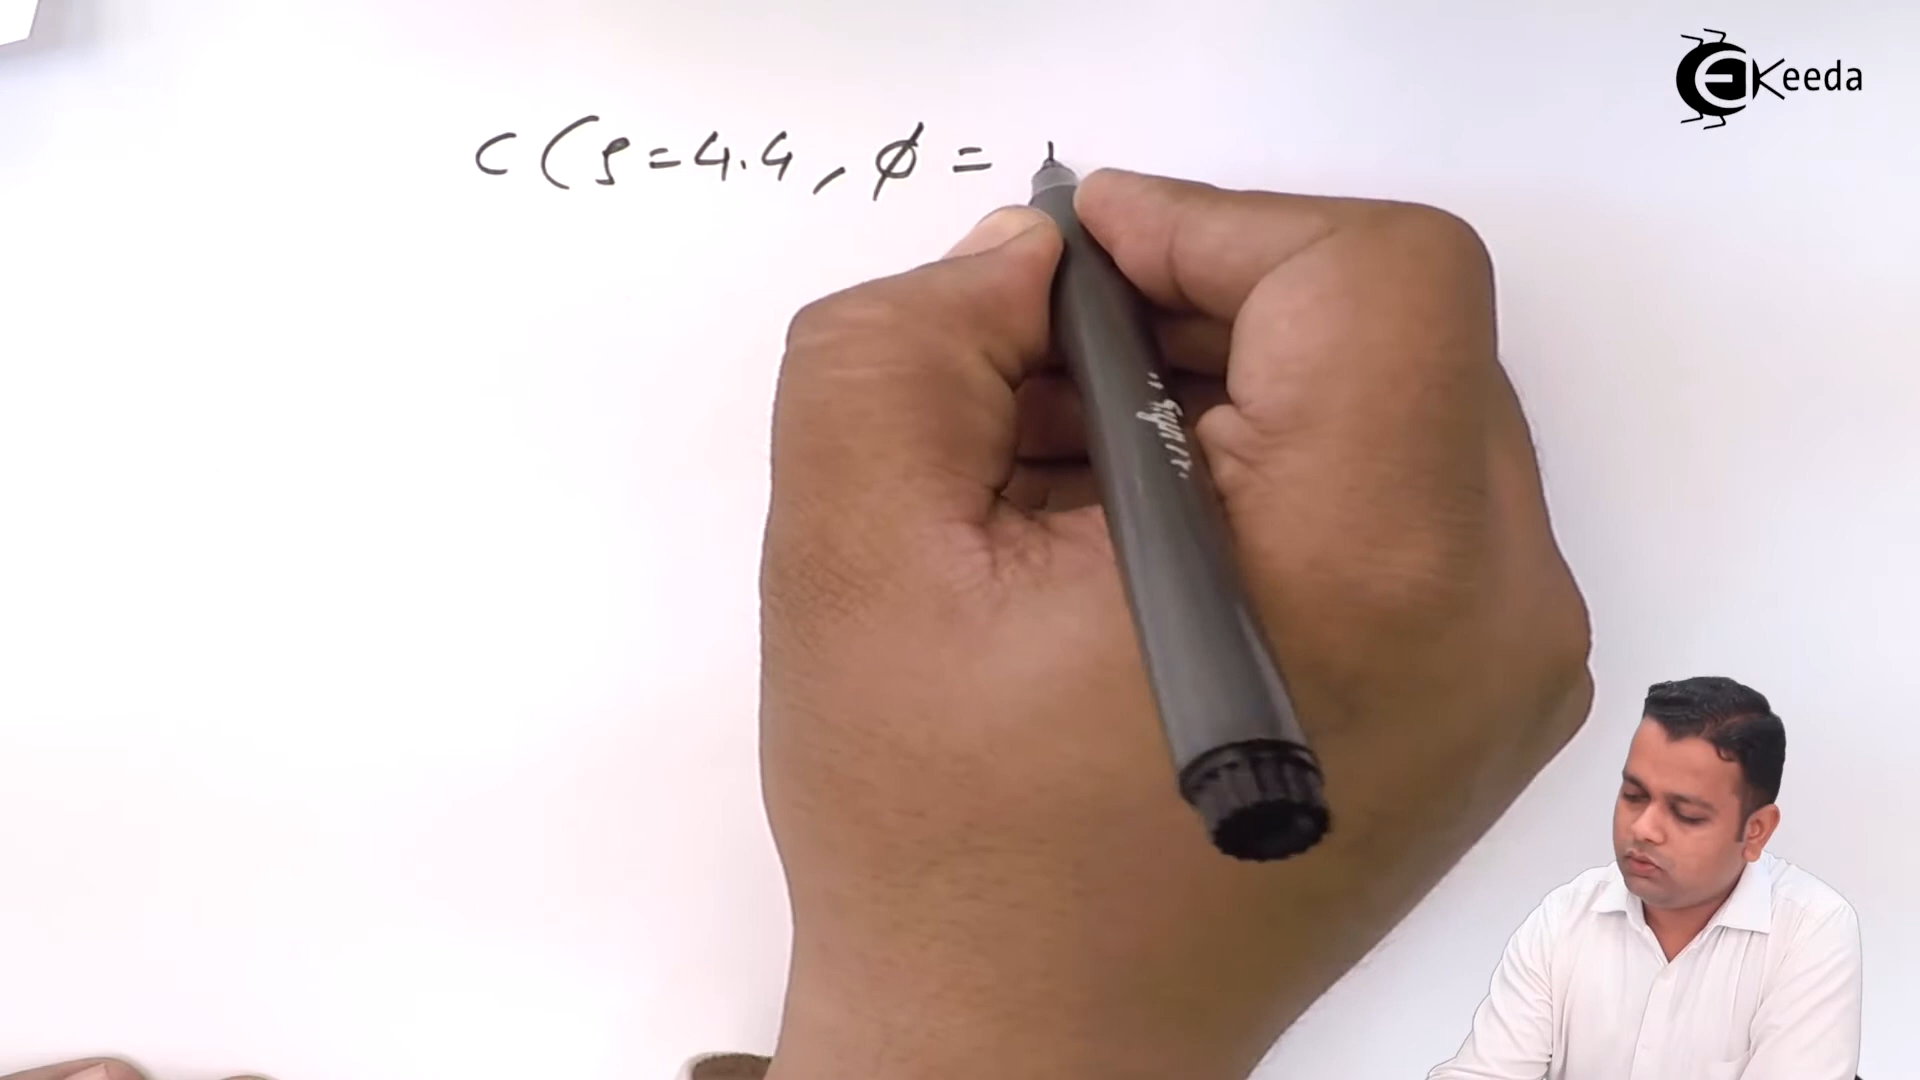 C (ρ = 4.4, ϕ =
Keeda